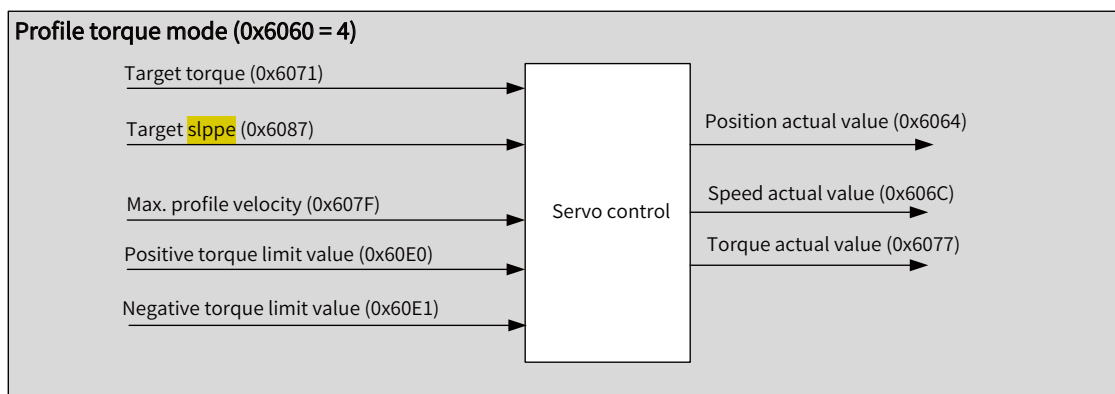 Profile torque mode (0x6060 = 4)
Target torque (0x6071)
Target slppe (0x6087)
Max. profile velocity (0x607F)
Positive torque limit value (0x60E0)
Negative torque limit value (0x60E1)
Servo control
Position actual value (0x6064)
Speed actual value (0x606C)
Torque actual value (0x6077)